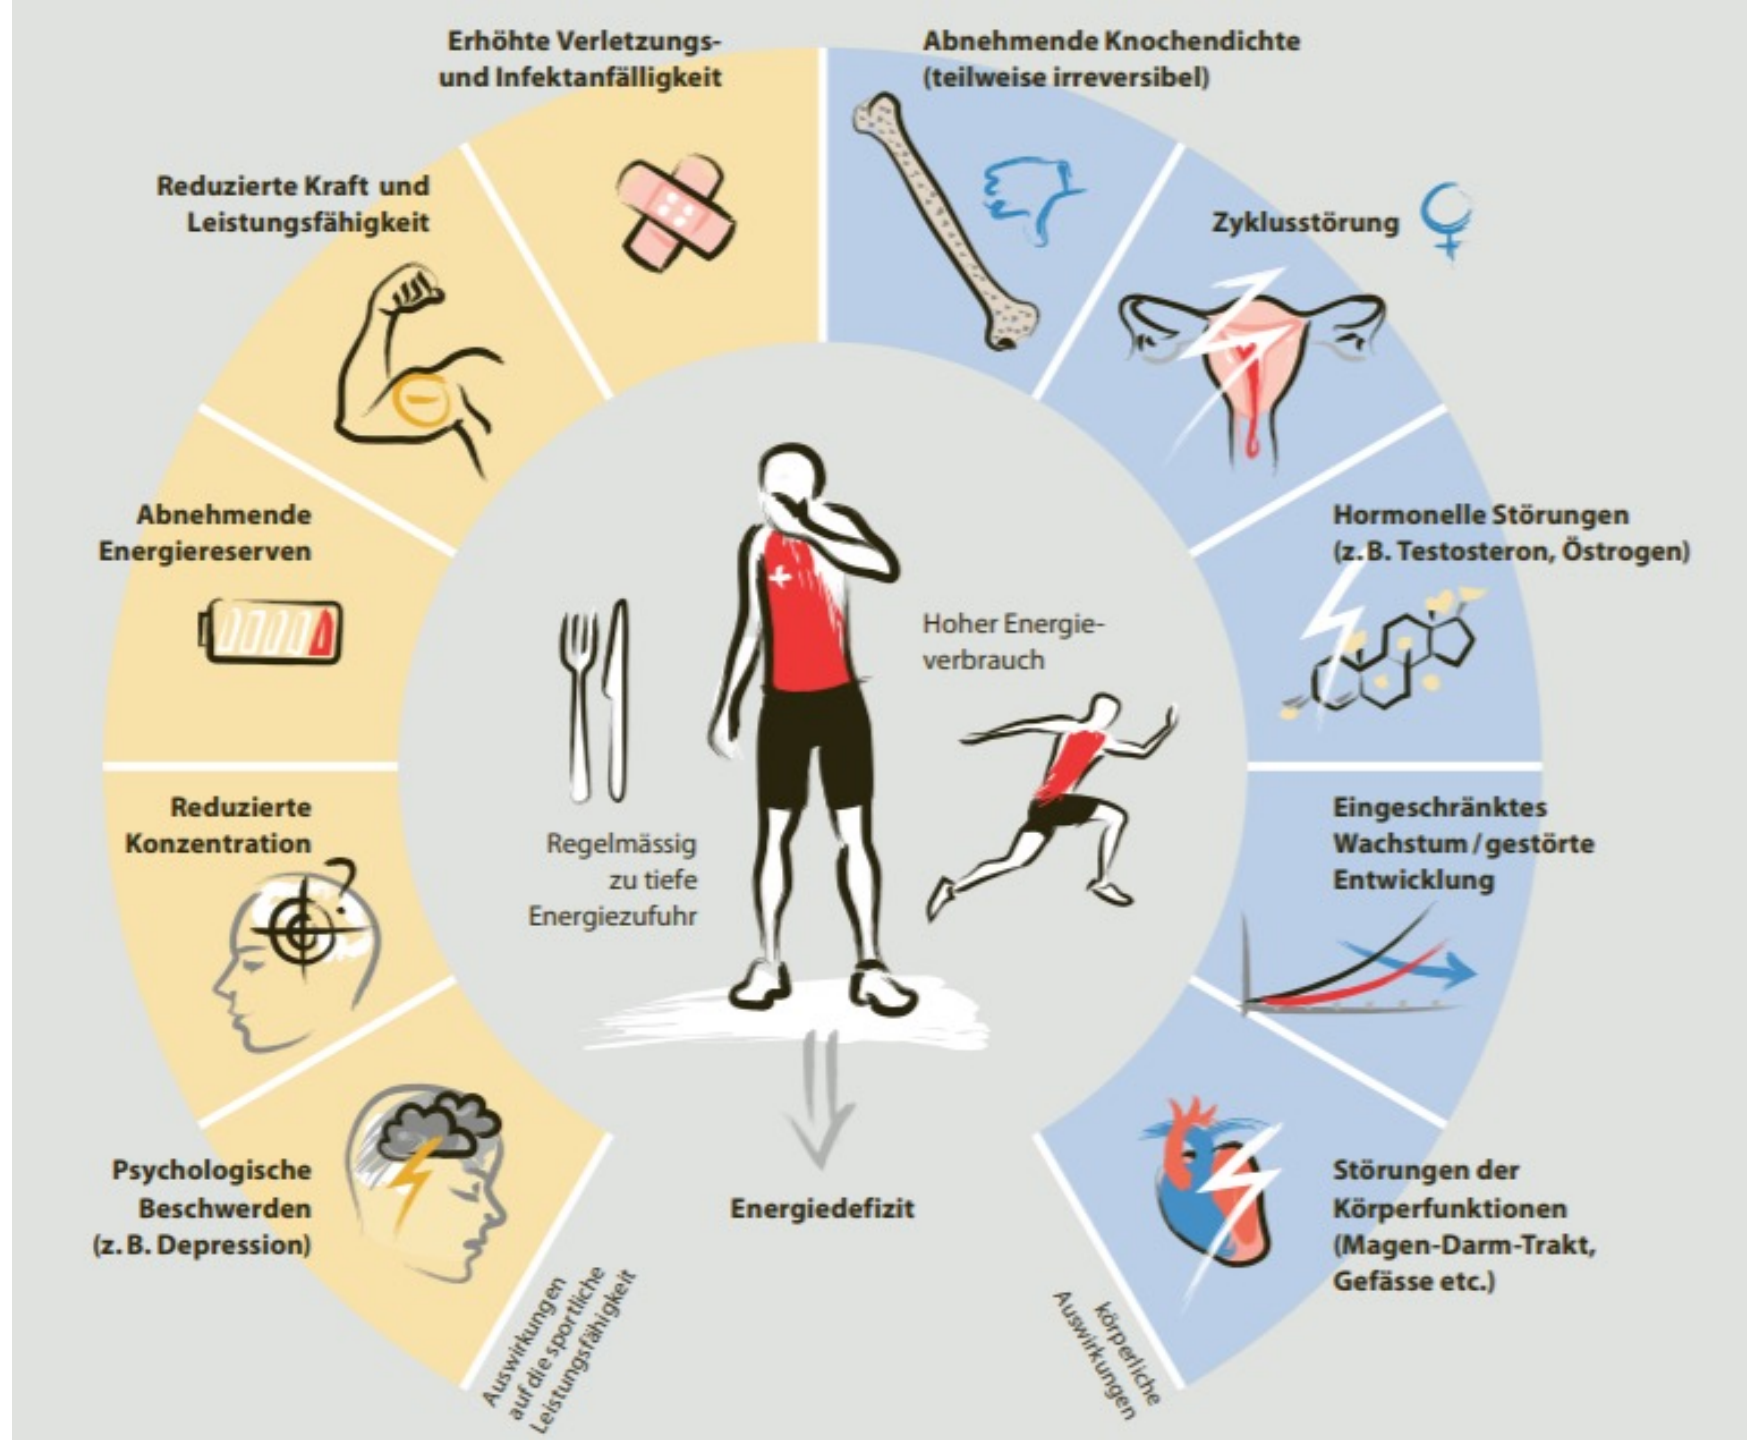 Erhöhte Verletzungs-
und Infektanfälligkeit
Abnehmende Knochendichte
(teilweise irreversibel)
Reduzierte Kraft und
Leistungsfähigkeit
Zyklusstörung
Abnehmende
Energiereserven
Hormonelle Störungen
(z.B. Testosteron, Östrogen)
Hoher Energie-
verbrauch
Reduzierte
Konzentration
?
Regelmässig
zu tiefe
Energiezufuhr
Eingeschränktes
Wachstum / gestörte
Entwicklung
Psychologische
Beschwerden
(z.B. Depression)
Energiedefizit
Störungen der
Körperfunktionen
(Magen-Darm-Trakt,
Gefässe etc.)
Auswirkungen
auf die sportliche
Leistungsfähigkeit
körperliche
Auswirkungen